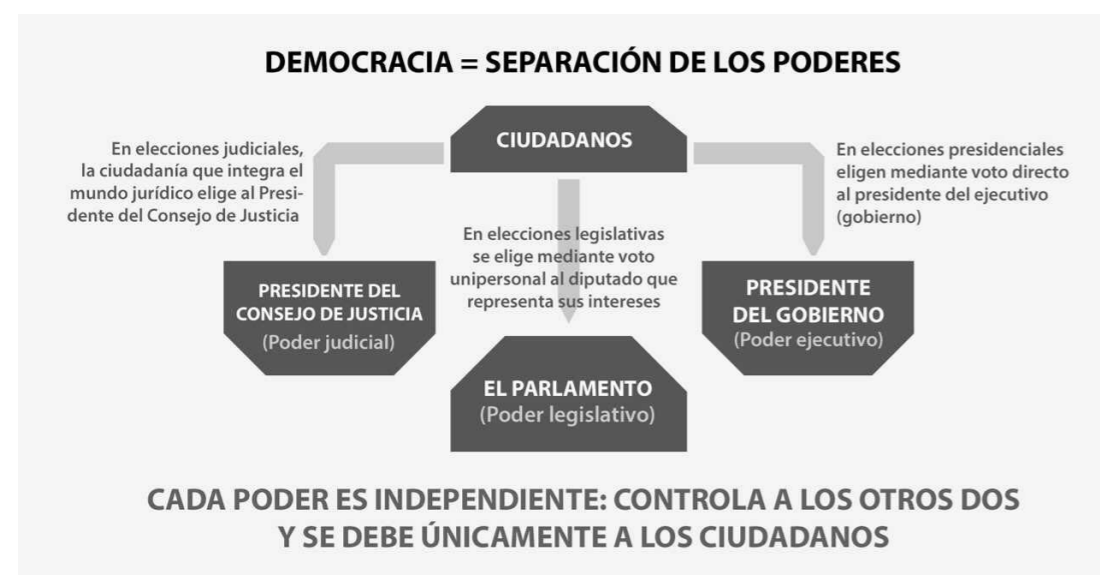 DEMOCRACIA = SEPARACIÓN DE LOS PODERES
CIUDADANOS
En elecciones judiciales,
la ciudadanía que integra el
mundo jurídico elige al Presi-
dente del Consejo de Justicia
En elecciones legislativas
se elige mediante voto
unipersonal al diputado que
representa sus intereses
En elecciones presidenciales
eligen mediante voto directo
al presidente del ejecutivo
(gobierno)
PRESIDENTE DEL
CONSEJO DE JUSTICIA
(Poder judicial)
EL PARLAMENTO
(Poder legislativo)
PRESIDENTE
DEL GOBIERNO
(Poder ejecutivo)
CADA PODER ES INDEPENDIENTE: CONTROLA A LOS OTROS DOS
Y SE DEBE ÚNICAMENTE A LOS CIUDADANOS